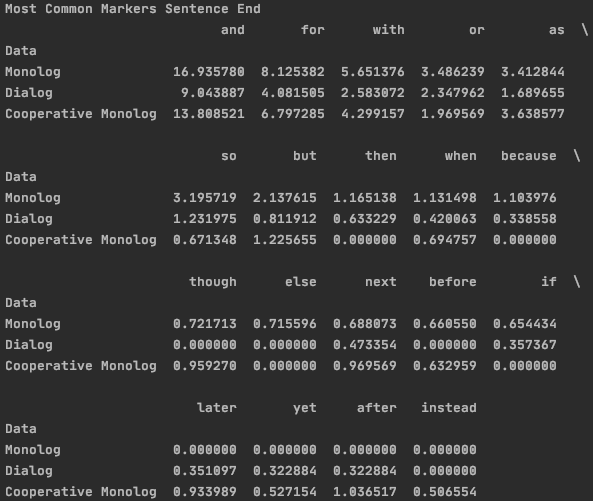 Most Common Markers Sentence End
and for with or as \
Data
Monolog 16.935780 8.125382 5.651376 3.486239 3.412844
Dialog 9.043887 4.081505 2.583072 2.347962 1.689655
Cooperative Monolog 13.808521 6.797285 4.299157 1.969569 3.638577
so but then when because \
Data
Monolog 3.195719 2.137615 1.165138 1.131498 1.103976
Dialog 1.231975 0.811912 0.633229 0.420063 0.338558
Cooperative Monolog 0.671348 1.225655 0.000000 0.694757 0.000000
though else next before if \
Data
Monolog 0.721713 0.715596 0.688073 0.660550 0.654434
Dialog 0.000000 0.000000 0.473354 0.000000 0.357367
Cooperative Monolog 0.959270 0.000000 0.969569 0.632959 0.000000
later yet after instead
Data
Monolog 0.000000 0.000000 0.000000 0.000000
Dialog 0.351097 0.322884 0.322884 0.000000
Cooperative Monolog 0.933989 0.527154 1.036517 0.506554